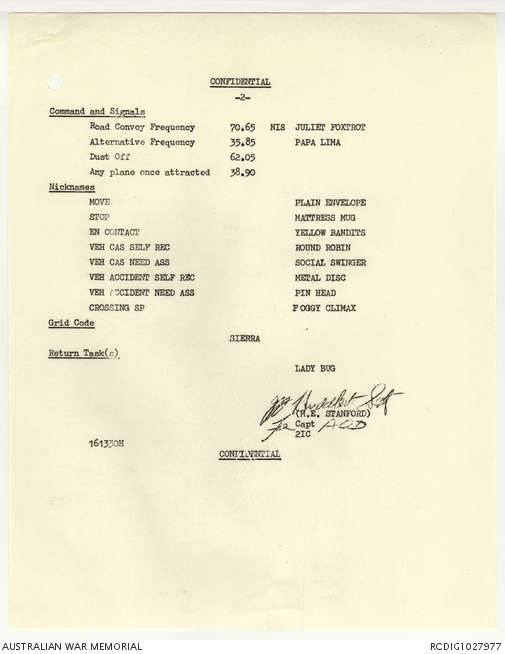 CONFIDENTIAL
-2-
Command and Signals
Road Convoy Frequency 70.65 NIS JULIET FOXTROT
Alternative Frequency 35.85 PAPA LIMA
Dust Off 62.05
Any plane once attracted 38.90
Nicknames
MOVE PLAIN ENVELOPE
STOP MATTRESS MUG
EN CONTACT YELLOW BANDITS
VEH CAS SELF REC ROUND ROBIN
VEH CAS NEED ASS SOCIAL SWINGER
VEH ACCIDENT SELF REC METAL DISC
VEH ACCIDENT NEED ASS PIN HEAD
CROSSING SP FOGGY CLIMAX
Grid Code
SIERRA
Return Task(s)
LADY BUG
(H.E. STANFORD)
Capt
2IC
161330H
CONFIDENTIAL
AUSTRALIAN WAR MEMORIAL RCDIG1027977